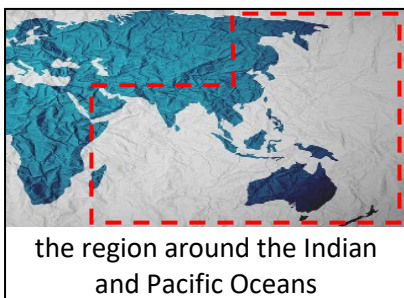 the region around the Indian
and Pacific Oceans